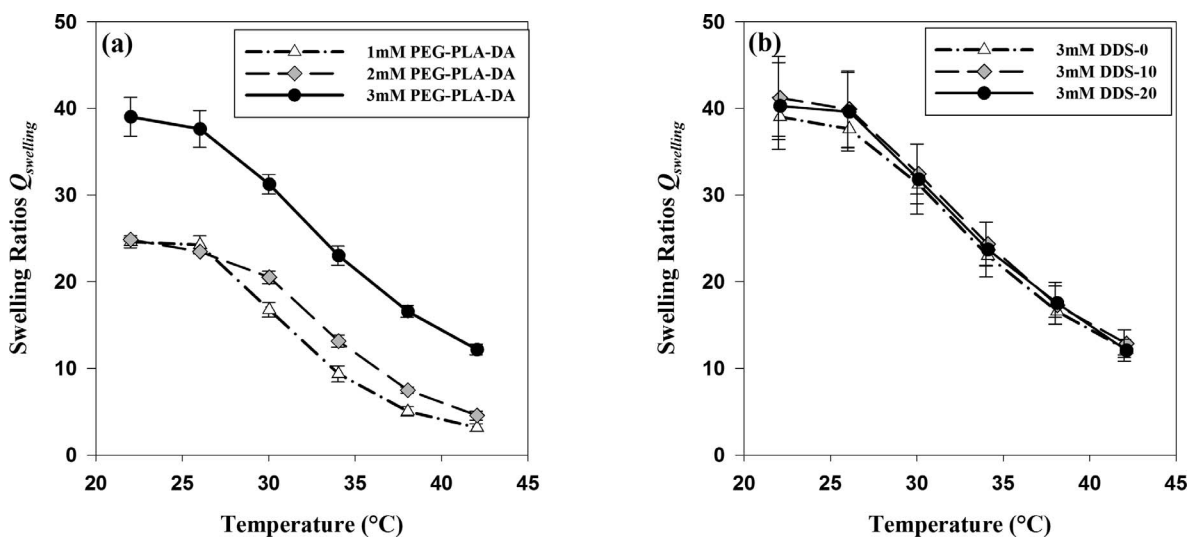 (a)
1mM PEG-PLA-DA
2mM PEG-PLA-DA
3mM PEG-PLA-DA
Swelling Ratios Qswelling
50
40
30
20
10
0
20 25 30 35 40 45
Temperature (°C)
(b)
3mM DDS-0
3mM DDS-10
3mM DDS-20
Swelling Ratios Qswelling
50
40
30
20
10
0
20 25 30 35 40 45
Temperature (°C)